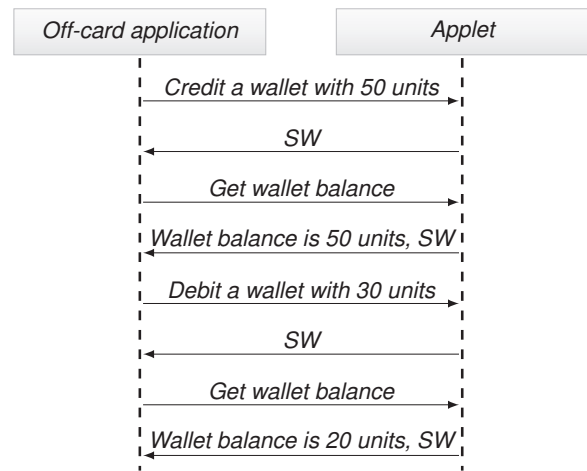 Off-card application
Applet
Credit a wallet with 50 units
SW
Get wallet balance
Wallet balance is 50 units, SW
Debit a wallet with 30 units
SW
Get wallet balance
Wallet balance is 20 units, SW